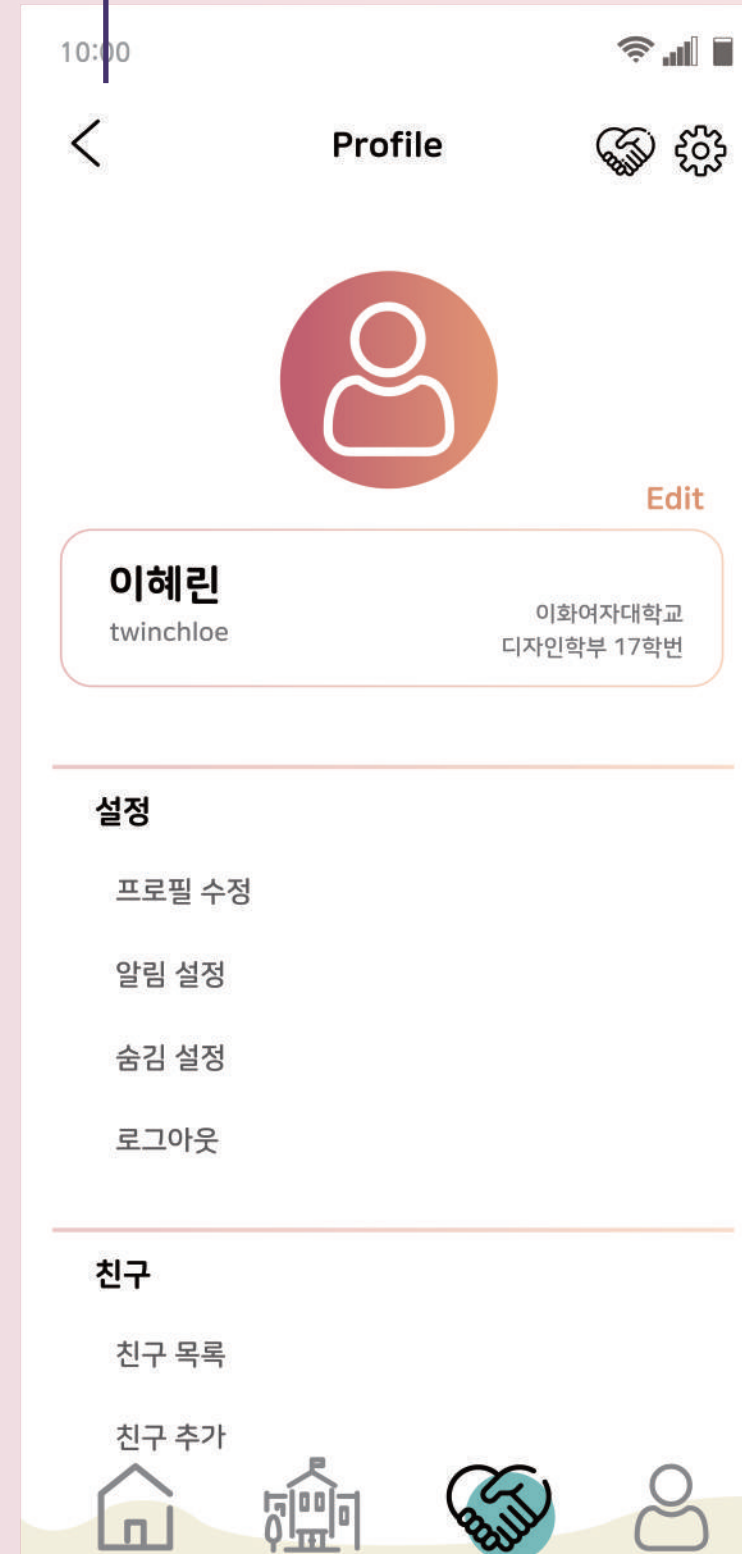 10:00
Profile
Edit
이혜린
twinchloe
이화여자대학교
디자인학부 17학번
설정
프로필 수정
알림 설정
숨김 설정
로그아웃
친구
친구 목록
친구 추가